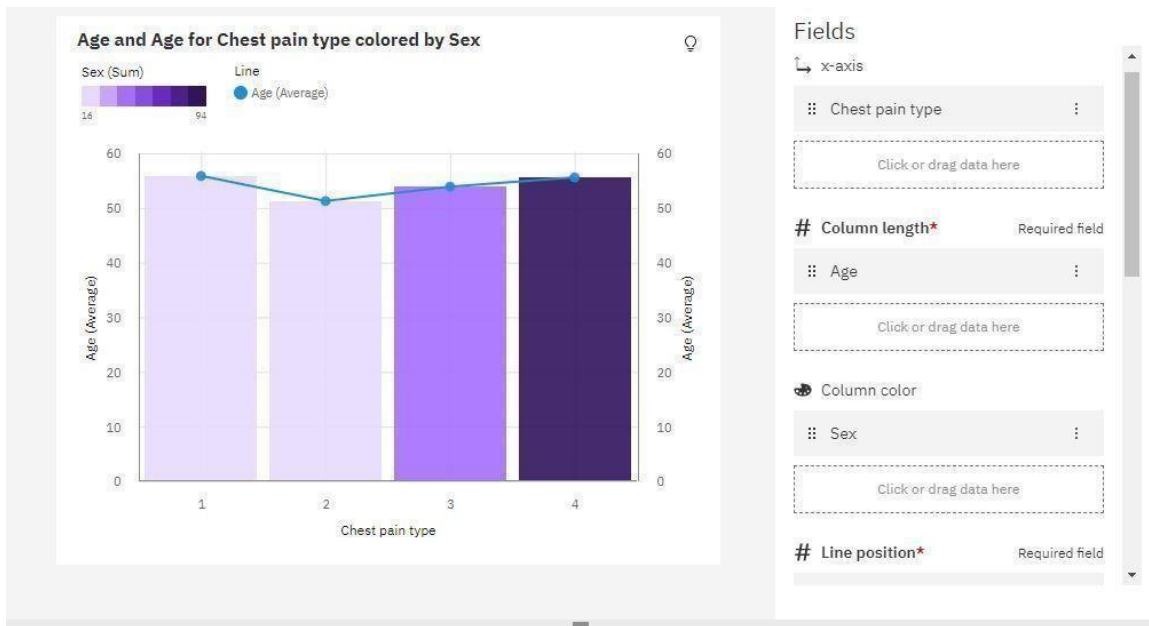 Age and Age for Chest pain type colored by Sex
Sex (Sum)
16 94
Line
Age (Average)
60
50
40
30
20
10
0
Age (Average)
60
50
40
30
20
10
0
Age (Average)
1 2 3 4
Chest pain type
Fields
x-axis
Chest pain type
Click or drag data here
# Column length* Required field
Age
Click or drag data here
Column color
Sex
Click or drag data here
# Line position* Required field